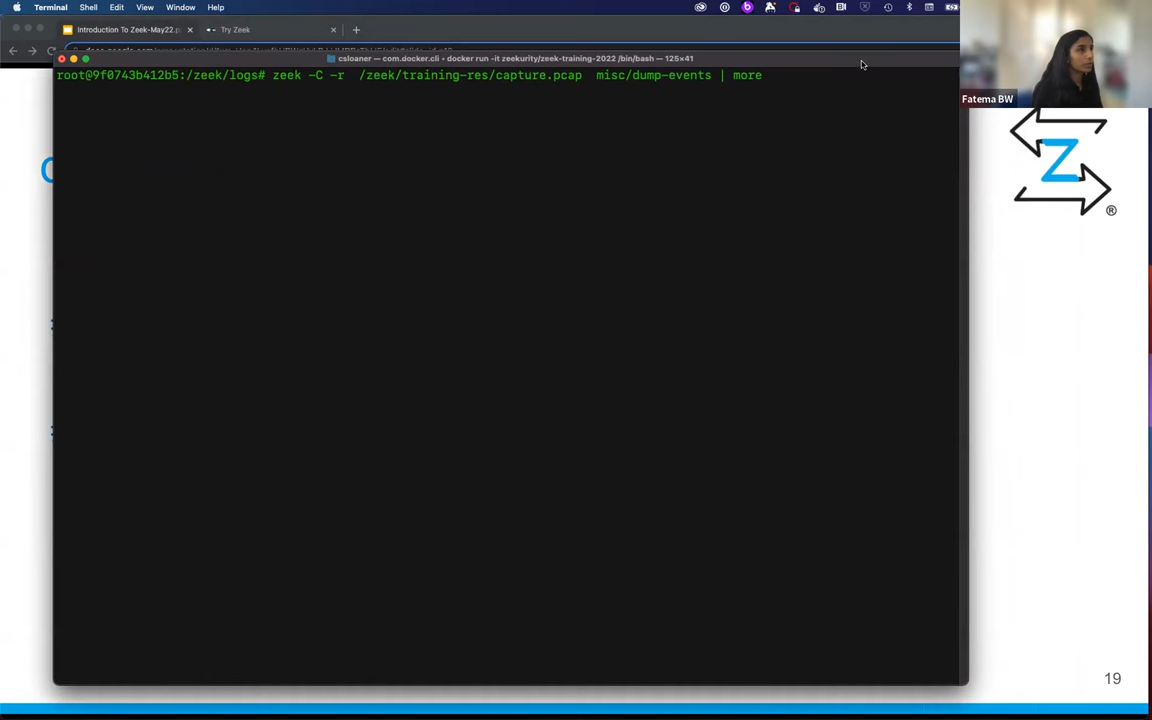 Terminal Shell Edit View Window Help
Introduction To Zeek-May22.p
Try Zeek
csloaner — com.docker.cli • docker run -it zeekurity/zeek-training-2022 /bin/bash — 125×41
root@9f0743b412b5:/zeek/logs# zeek -C -r /zeek/training-res/capture.pcap misc/dump-events | more
Fatema BW
Z
®
19